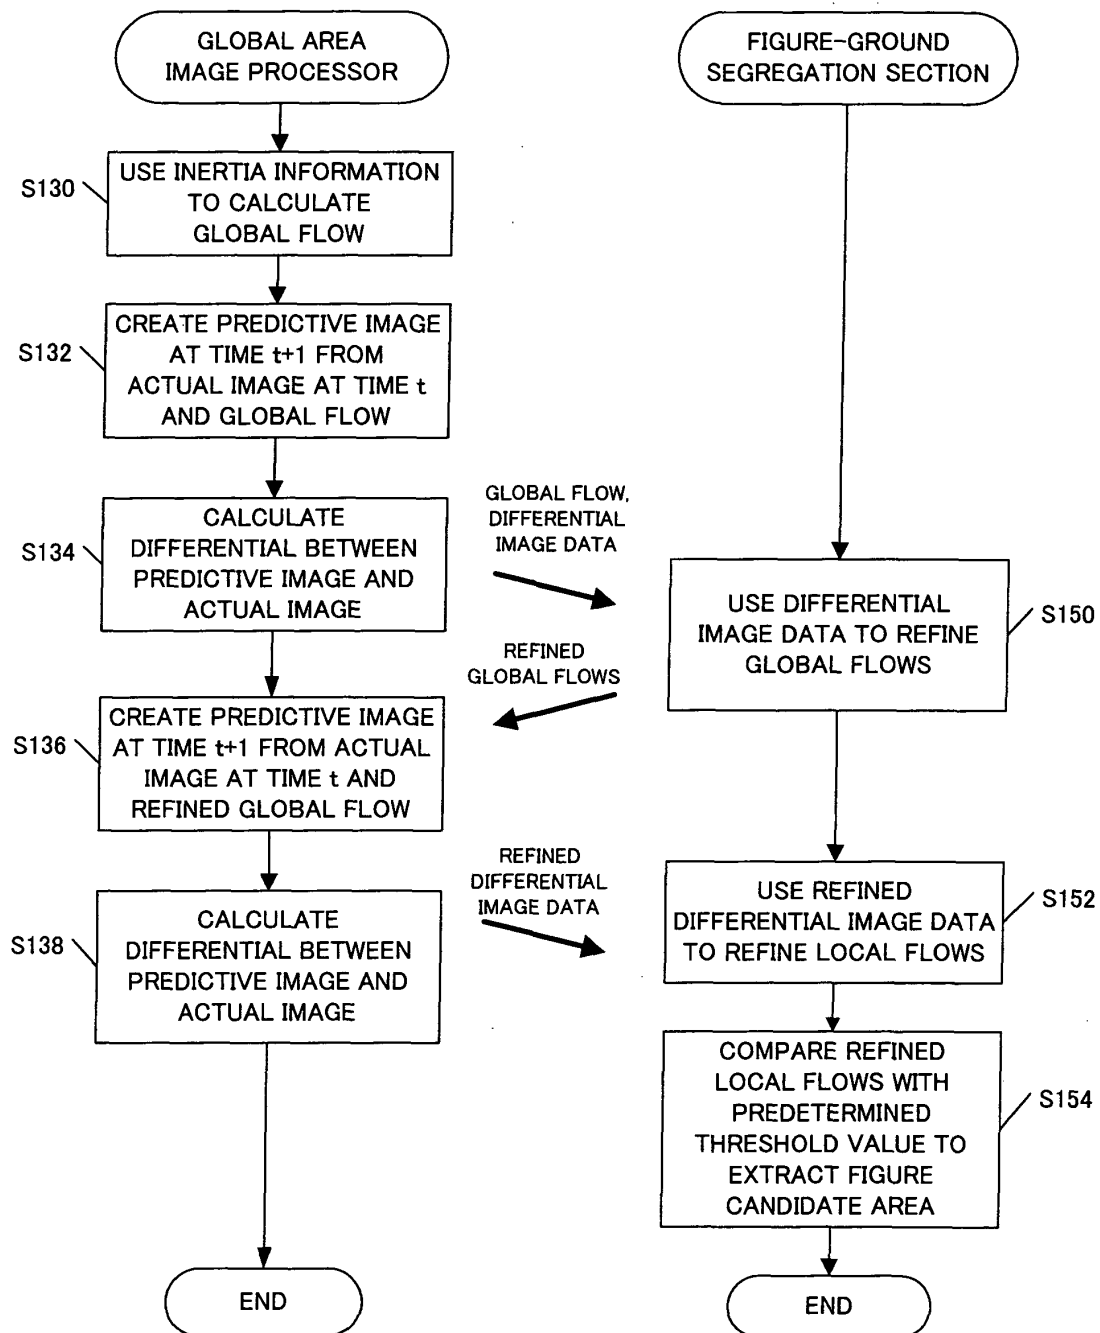 GLOBAL AREA
IMAGE PROCESSOR
S130
USE INERTIA INFORMATION
TO CALCULATE
GLOBAL FLOW
S132
CREATE PREDICTIVE IMAGE
AT TIME t+1 FROM
ACTUAL IMAGE AT TIME t
AND GLOBAL FLOW
S134
CALCULATE
DIFFERENTIAL BETWEEN
PREDICTIVE IMAGE AND
ACTUAL IMAGE
GLOBAL FLOW,
DIFFERENTIAL
IMAGE DATA
REFINED
GLOBAL FLOWS
S136
CREATE PREDICTIVE IMAGE
AT TIME t+1 FROM ACTUAL
IMAGE AT TIME t AND
REFINED GLOBAL FLOW
REFINED
DIFFERENTIAL
IMAGE DATA
S138
CALCULATE
DIFFERENTIAL BETWEEN
PREDICTIVE IMAGE AND
ACTUAL IMAGE
END
FIGURE-GROUND
SEGREGATION SECTION
USE DIFFERENTIAL
IMAGE DATA TO REFINE
GLOBAL FLOWS
S150
USE REFINED
DIFFERENTIAL IMAGE DATA
TO REFINE LOCAL FLOWS
S152
COMPARE REFINED
LOCAL FLOWS WITH
PREDETERMINED
THRESHOLD VALUE TO
EXTRACT FIGURE
CANDIDATE AREA
S154
END